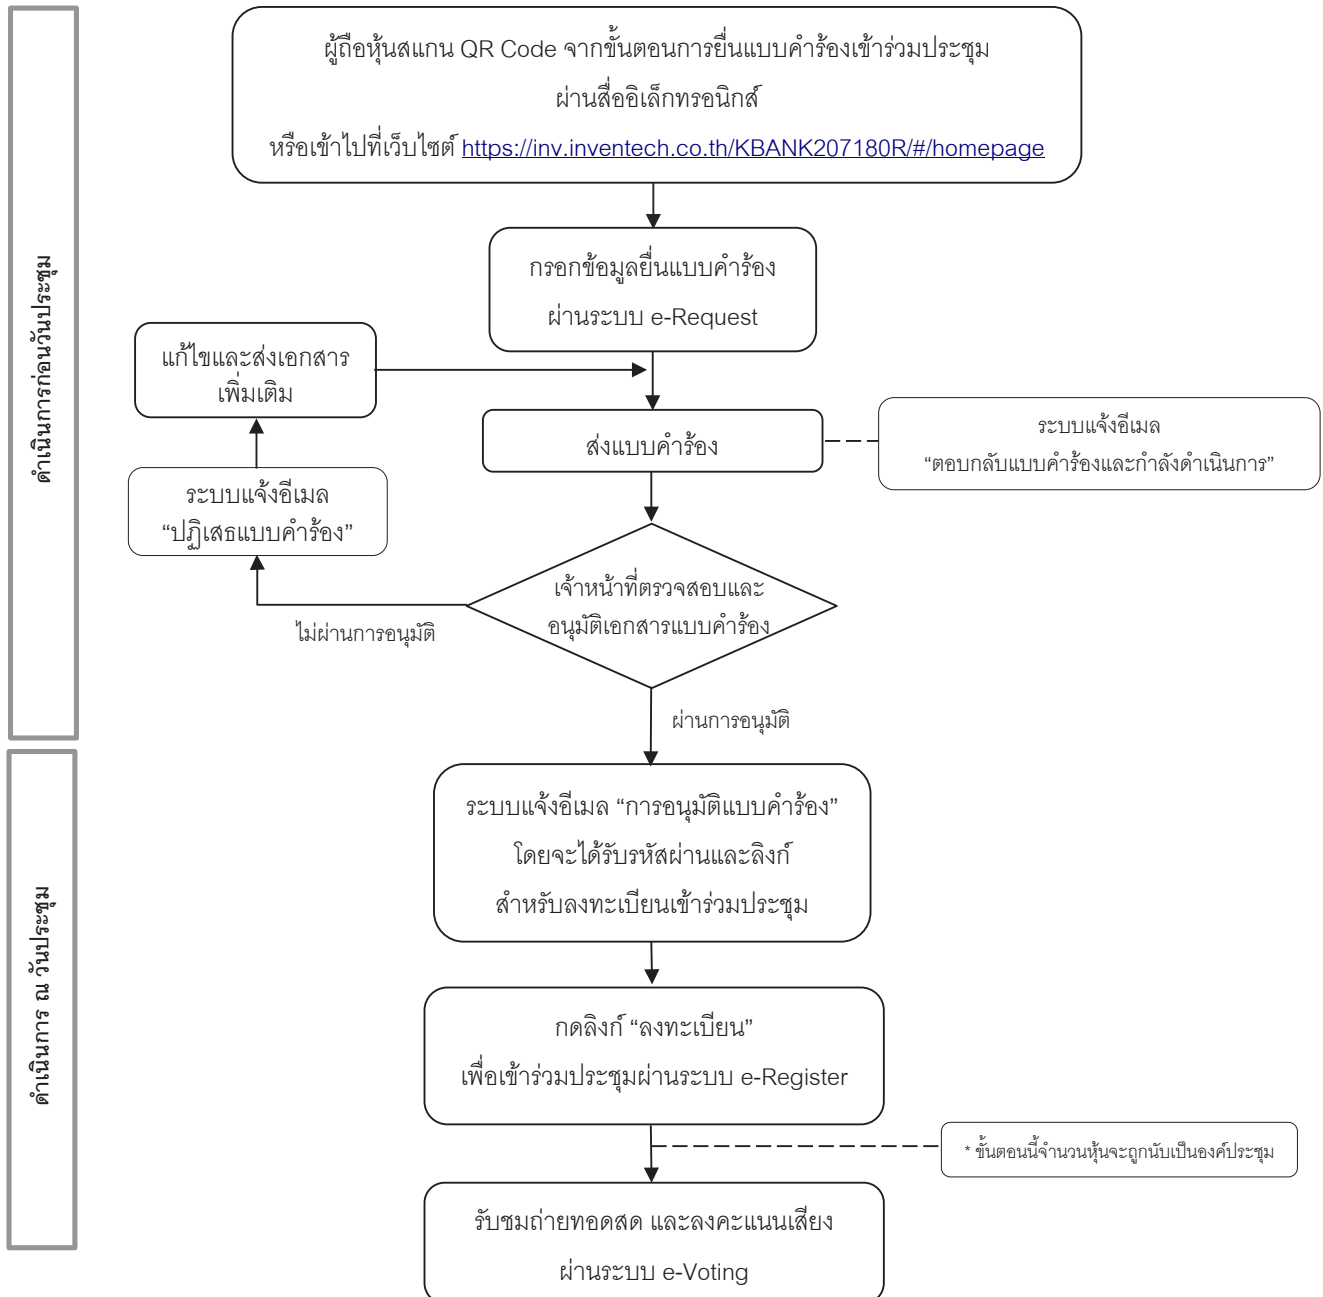 ดำเนินการก่อนวันประชุม
ผู้ถือหุ้นสแกน QR Code จากขั้นตอนการยื่นแบบคำร้องเข้าร่วมประชุม
ผ่านสื่ออิเล็กทรอนิกส์
หรือเข้าไปที่เว็บไซต์ https://inv.inventech.co.th/KBANK207180R/#/homepage
กรอกข้อมูลยื่นแบบคำร้อง
ผ่านระบบ e-Request
แก้ไขและส่งเอกสาร
เพิ่มเติม
ส่งแบบคำร้อง
ระบบแจ้งอีเมล
“ตอบกลับแบบคำร้องและกำลังดำเนินการ”
ระบบแจ้งอีเมล
“ปฏิเสธแบบคำร้อง”
เจ้าหน้าที่ตรวจสอบและ
อนุมัติเอกสารแบบคำร้อง
ไม่ผ่านการอนุมัติ
ผ่านการอนุมัติ
ดำเนินการ ณ วันประชุม
ระบบแจ้งอีเมล “การอนุมัติแบบคำร้อง”
โดยจะได้รับรหัสผ่านและลิงก์
สำหรับลงทะเบียนเข้าร่วมประชุม
กดลิงก์ “ลงทะเบียน”
เพื่อเข้าร่วมประชุมผ่านระบบ e-Register
* ขั้นตอนนี้จำนวนหุ้นจะถูกนับเป็นองค์ประชุม
รับชมถ่ายทอดสด และลงคะแนนเสียง
ผ่านระบบ e-Voting